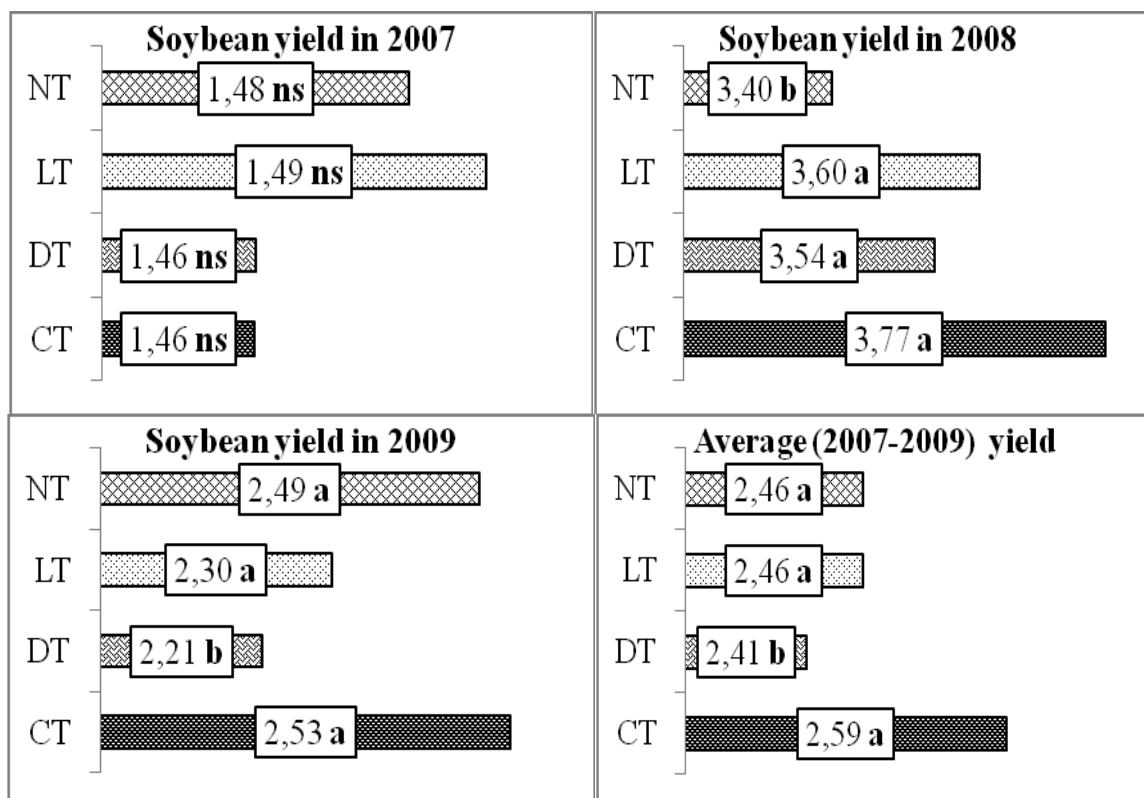 Soybean yield in 2007
NT 1,48 ns
LT 1,49 ns
DT 1,46 ns
CT 1,46 ns
Soybean yield in 2008
NT 3,40 b
LT 3,60 a
DT 3,54 a
CT 3,77 a
Soybean yield in 2009
NT 2,49 a
LT 2,30 a
DT 2,21 b
CT 2,53 a
Average (2007-2009) yield
NT 2,46 a
LT 2,46 a
DT 2,41 b
CT 2,59 a